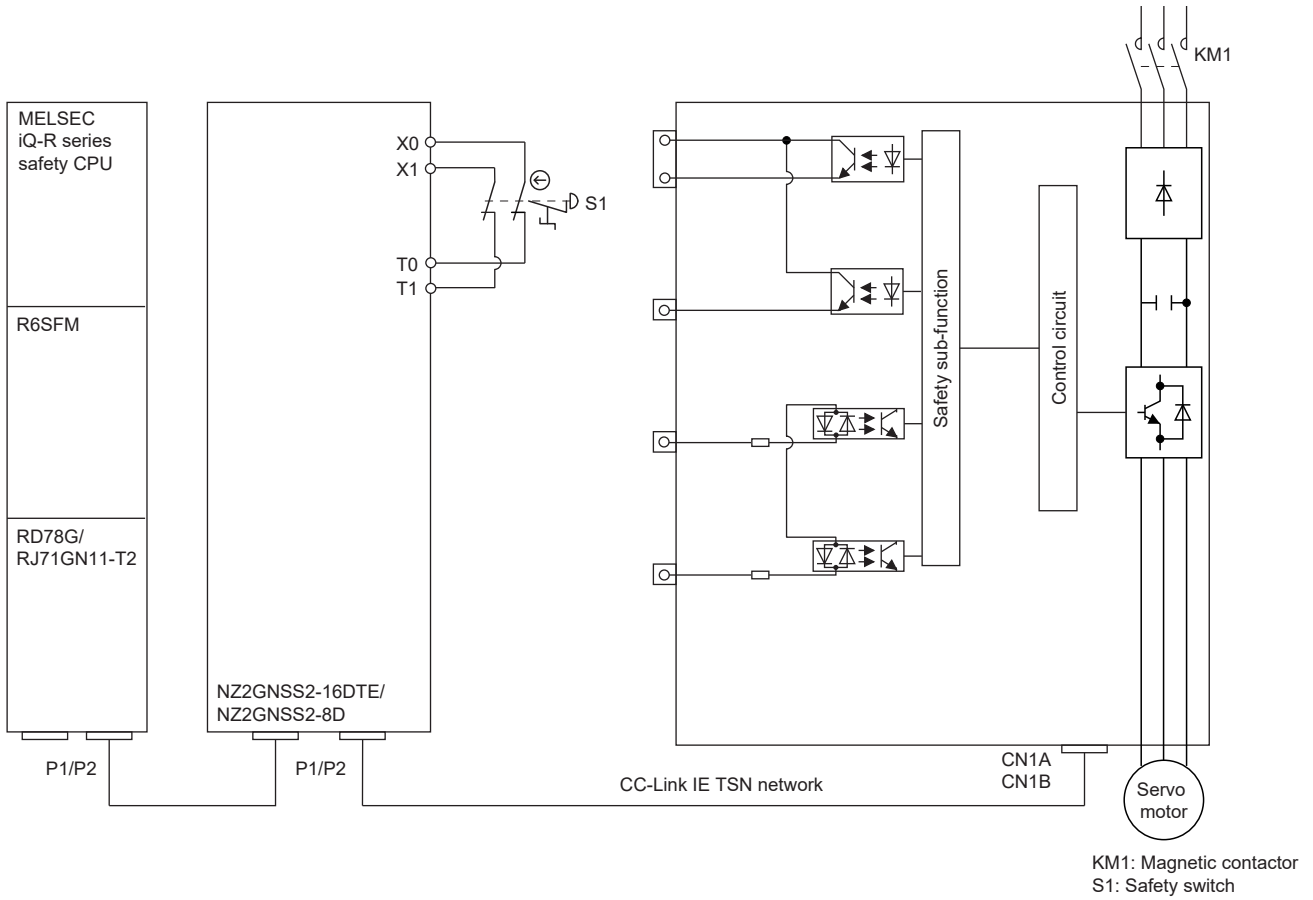 KM1
MELSEC
iQ-R series
safety CPU
R6SFM
RD78G/
RJ71GN11-T2
X0
X1
S1
T0
T1
NZ2GNSS2-16DTE/
NZ2GNSS2-8D
Safety sub-function
Control circuit
P1/P2
P1/P2
CC-Link IE TSN network
CN1A
CN1B
Servo
motor
KM1: Magnetic contactor
S1: Safety switch